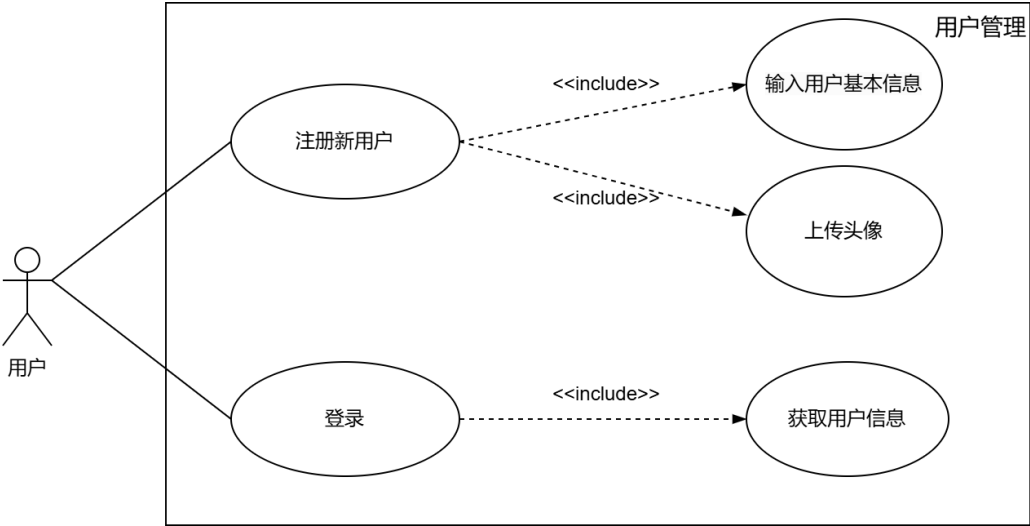 用户管理
<<include>>
输入用户基本信息
注册新用户
<<include>>
上传头像
用户
<<include>>
登录
获取用户信息